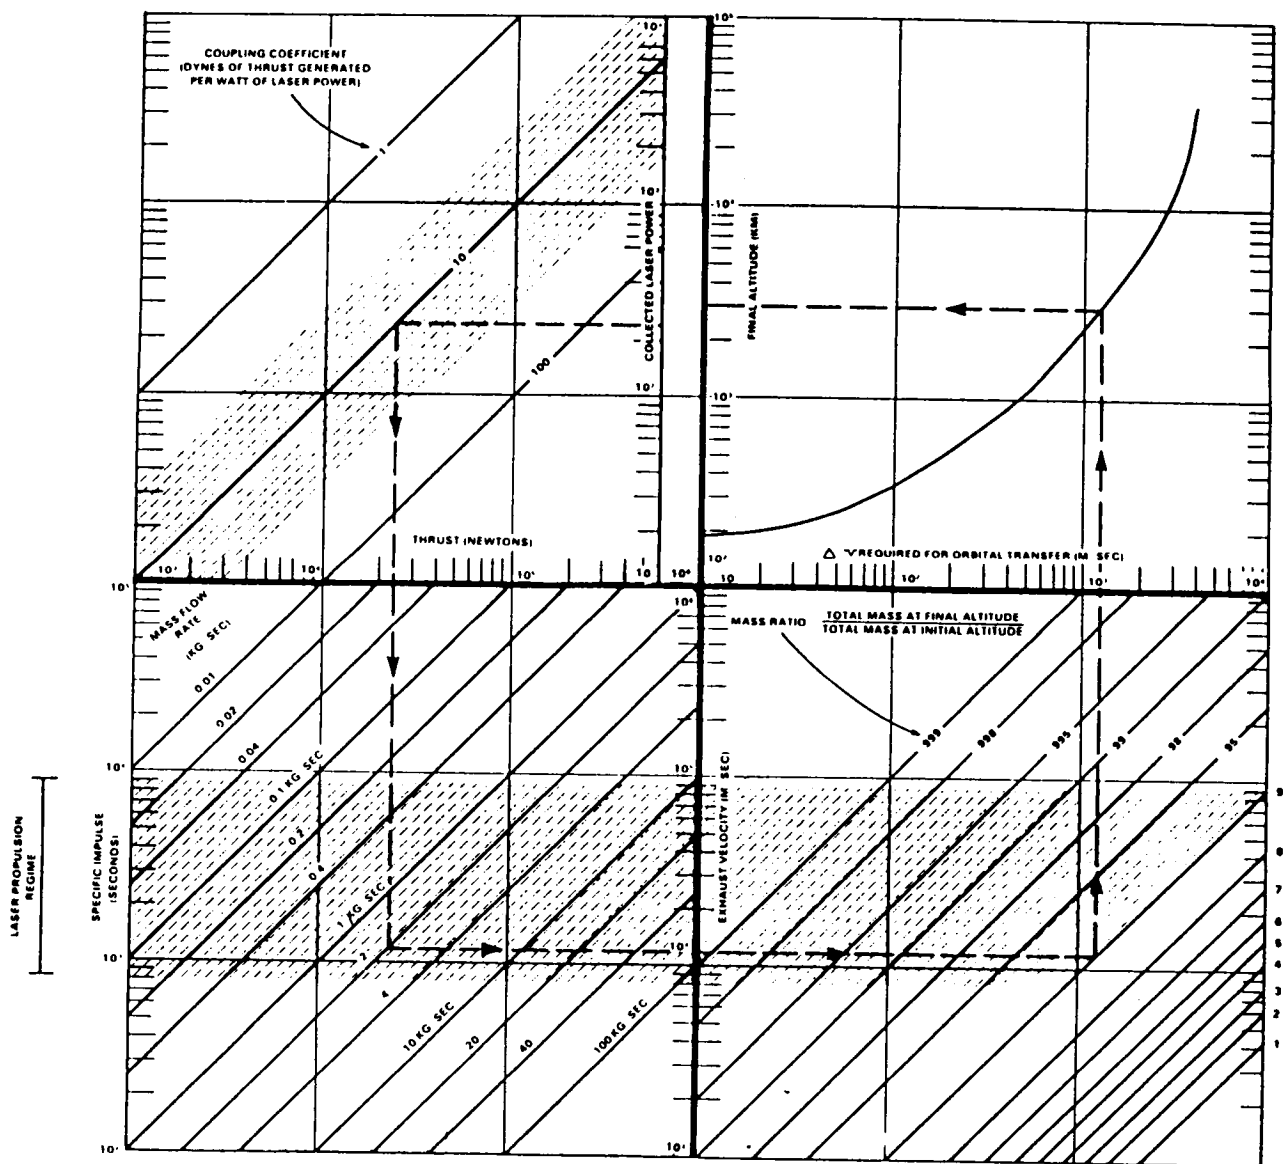 COUPLING COEFFICIENT
(DYNES OF THRUST GENERATED
PER WATT OF LASER POWER)
1
10
100
COLLECTED LASER POWER
THRUST (NEWTONS)
FINAL ALTITUDE (KM)
△ V REQUIRED FOR ORBITAL TRANSFER (M SEC)
MASS FLOW
RATE
(KG SEC)
0.01
0.02
0.04
0.1 KG SEC
0.2
0.4
1 KG SEC
2
4
10 KG SEC
20
40
100 KG SEC
LASER PROPULSION
REGIME
SPECIFIC IMPULSE
(SECONDS)
EXHAUST VELOCITY (M SEC)
MASS RATIO
TOTAL MASS AT FINAL ALTITUDE
TOTAL MASS AT INITIAL ALTITUDE
999
998
995
99
98
95
9
8
7
6
5
4
3
2
1